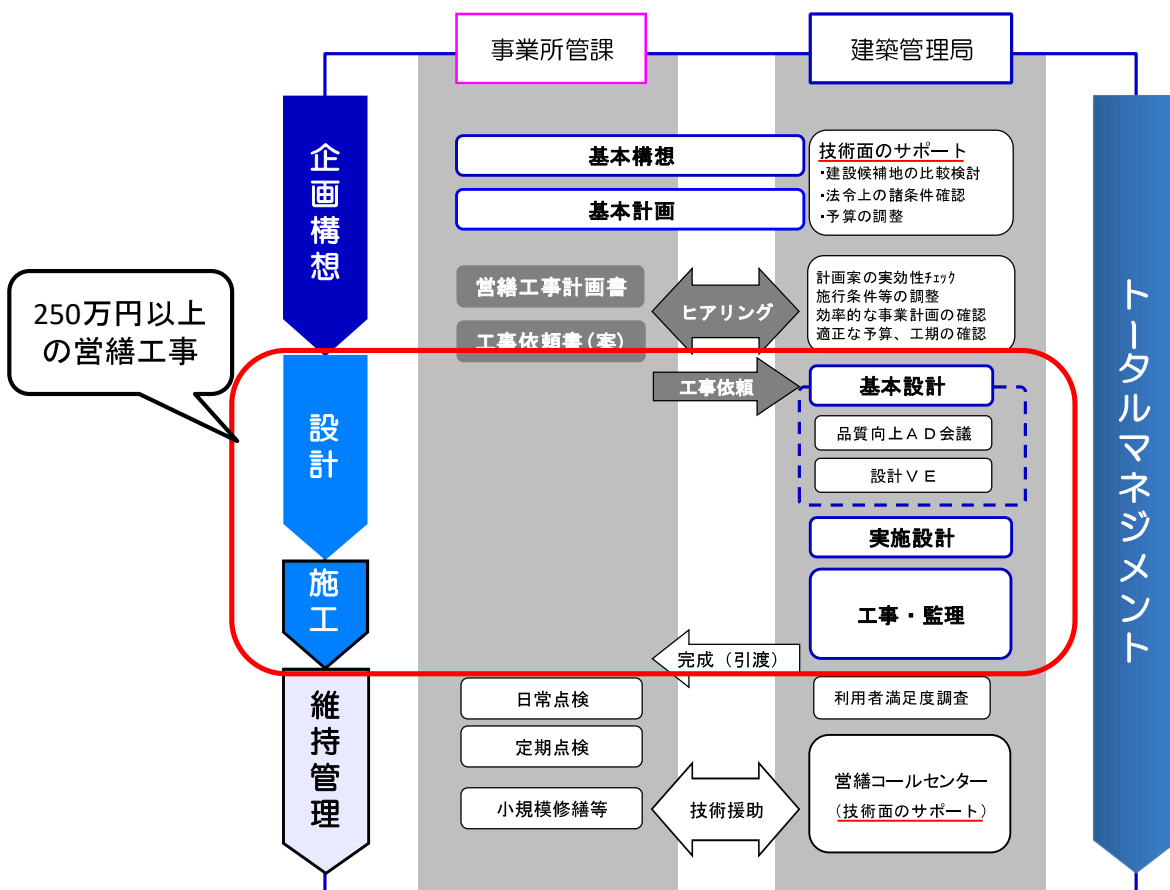 事業所管課
建築管理局
企画構想
基本構想
基本計画
技術面のサポート
・建設候補地の比較検討
・法令上の諸条件確認
・予算の調整
営繕工事計画書
工事依頼書(案)
ヒアリング
計画案の実効性ﾁｪｯｸ
施行条件等の調整
効率的な事業計画の確認
適正な予算、工期の確認
250万円以上
の営繕工事
設計
工事依頼
基本設計
品質向上ＡＤ会議
設計ＶＥ
実施設計
施工
工事・監理
完成（引渡）
維持管理
日常点検
定期点検
小規模修繕等
技術援助
利用者満足度調査
営繕コールセンター
(技術面のサポート)
トータルマネジメント